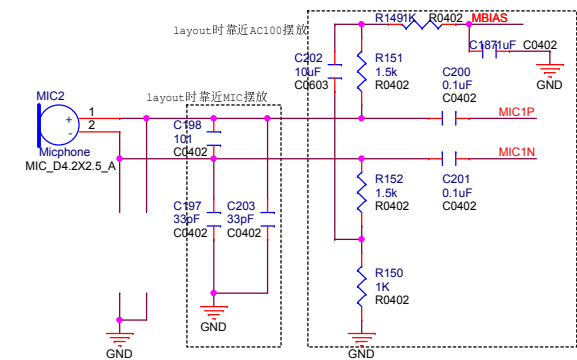 R1491K R0402 MBIAS
layout时靠近AC100摆放
C1871uF C0402
C202
10uF
C0603
R151
1.5k
R0402
C200
0.1uF
C0402
GND
layout时靠近MIC摆放
MIC2
1
+
2
-
Micphone
MIC_D4.2X2.5_A
C198
101
C0402
MIC1P
MIC1N
R152
1.5k
R0402
C201
0.1uF
C0402
C197
33pF
C0402
C203
33pF
C0402
R150
1K
R0402
GND
GND
GND